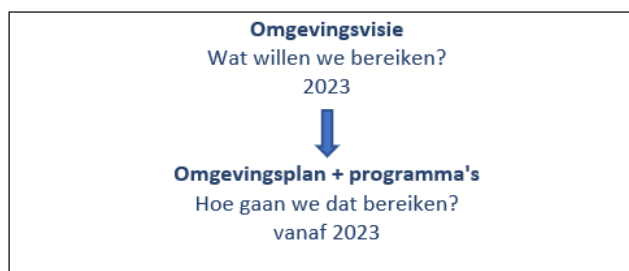 Omgevingsvisie
Wat willen we bereiken?
2023
Omgevingsplan + programma's
Hoe gaan we dat bereiken?
vanaf 2023